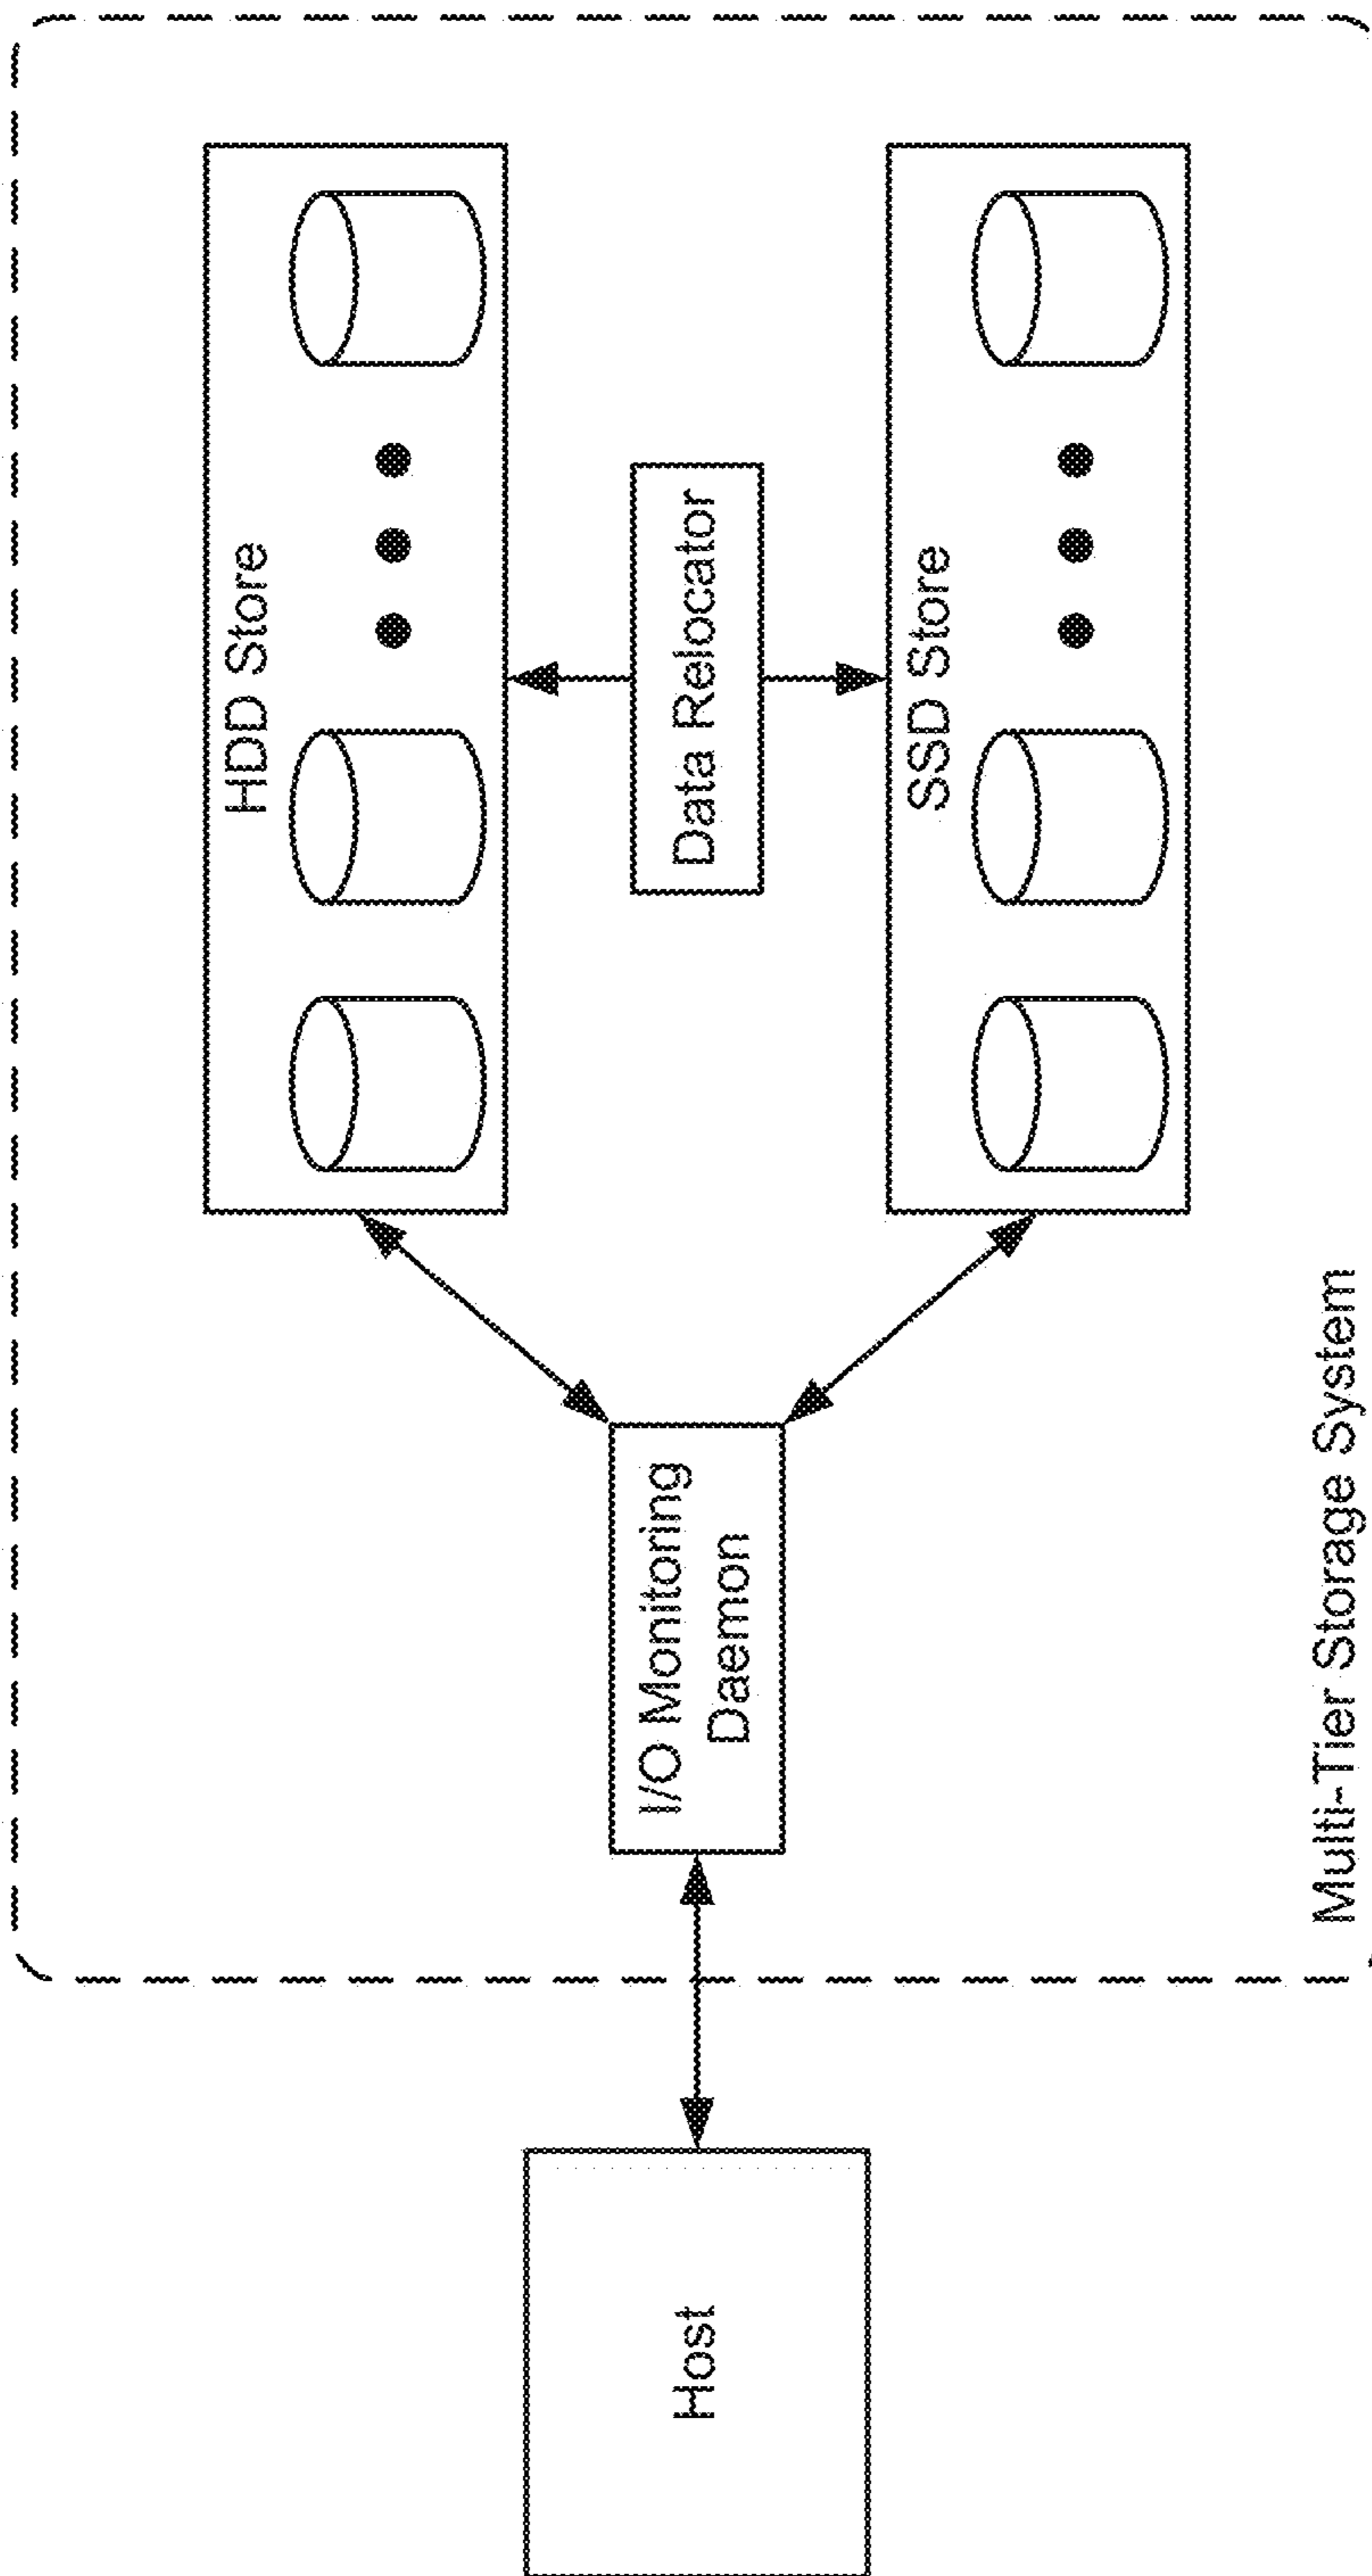 HDD Store
Host
I/O Monitoring
Daemon
Data Relocator
SSD Store
Multi-Tier Storage System